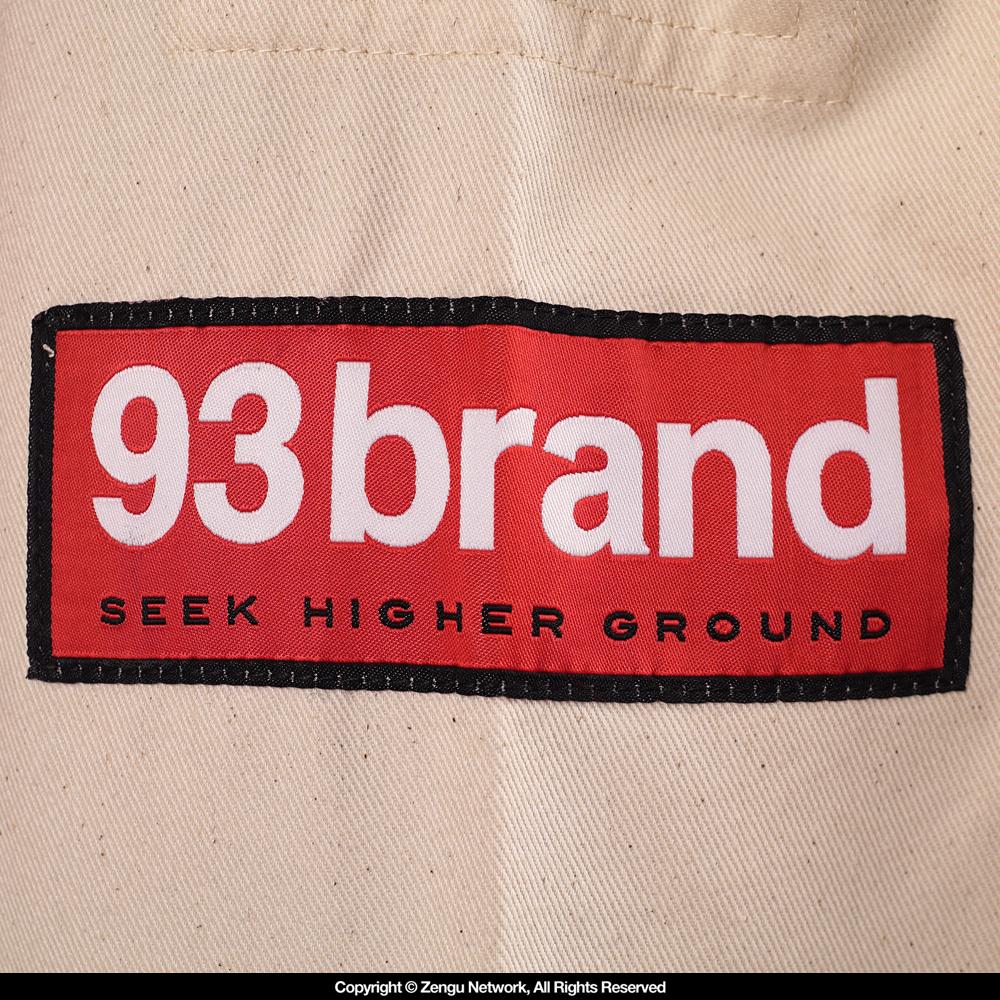 93brand
SEEK HIGHER GROUND
Copyright © Zengu Network, All Rights Reserved